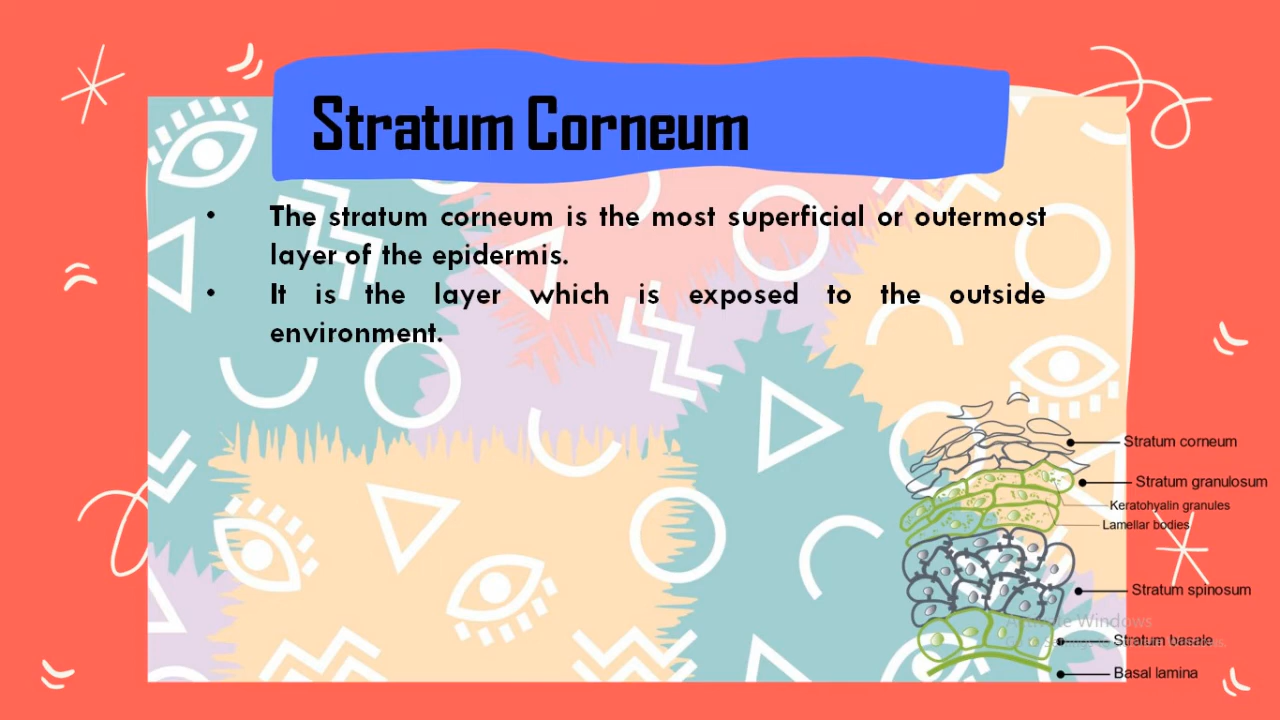 Stratum Corneum
• The stratum corneum is the most superficial or outermost
layer of the epidermis.
• It is the layer which is exposed to the outside
environment.
Stratum corneum
Stratum granulosum
Keratohyalin granules
Lamellar bodies
Stratum spinosum
Activate Windows
Stratum basale
Basal lamina